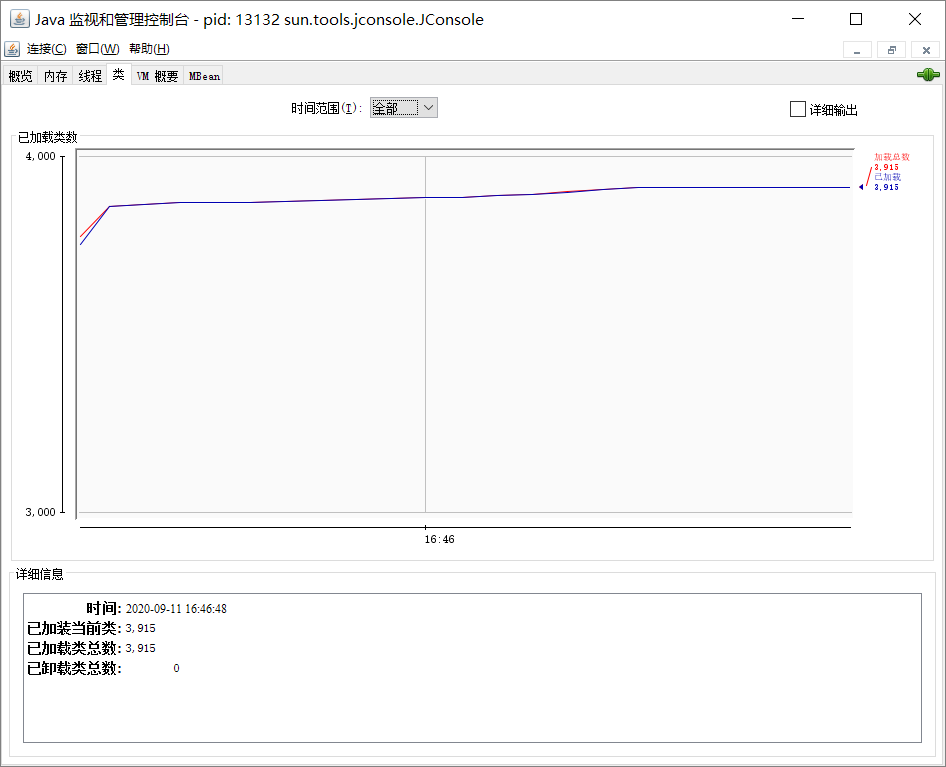 Java 监视和管理控制台 - pid: 13132 sun.tools.jconsole.JConsole
连接(C) 窗口(W) 帮助(H)
概览 内存 线程 类 VM 概要 MBean
时间范围(I): 全部 详细输出
已加载类数
4,000
加载总数
3,915
已加载
3,915
3,000
16:46
详细信息
时间: 2020-09-11 16:46:48
已加装当前类: 3,915
已加载类总数: 3,915
已卸载类总数: 0